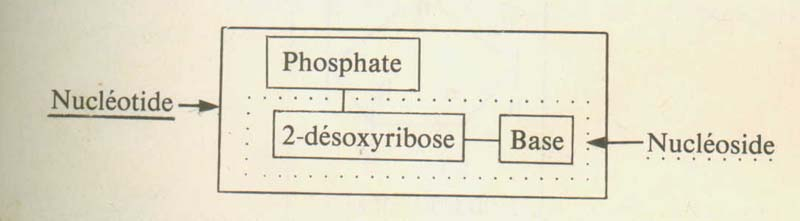 Phosphate
Nucléotide
2-désoxyribose
Base
Nucléoside